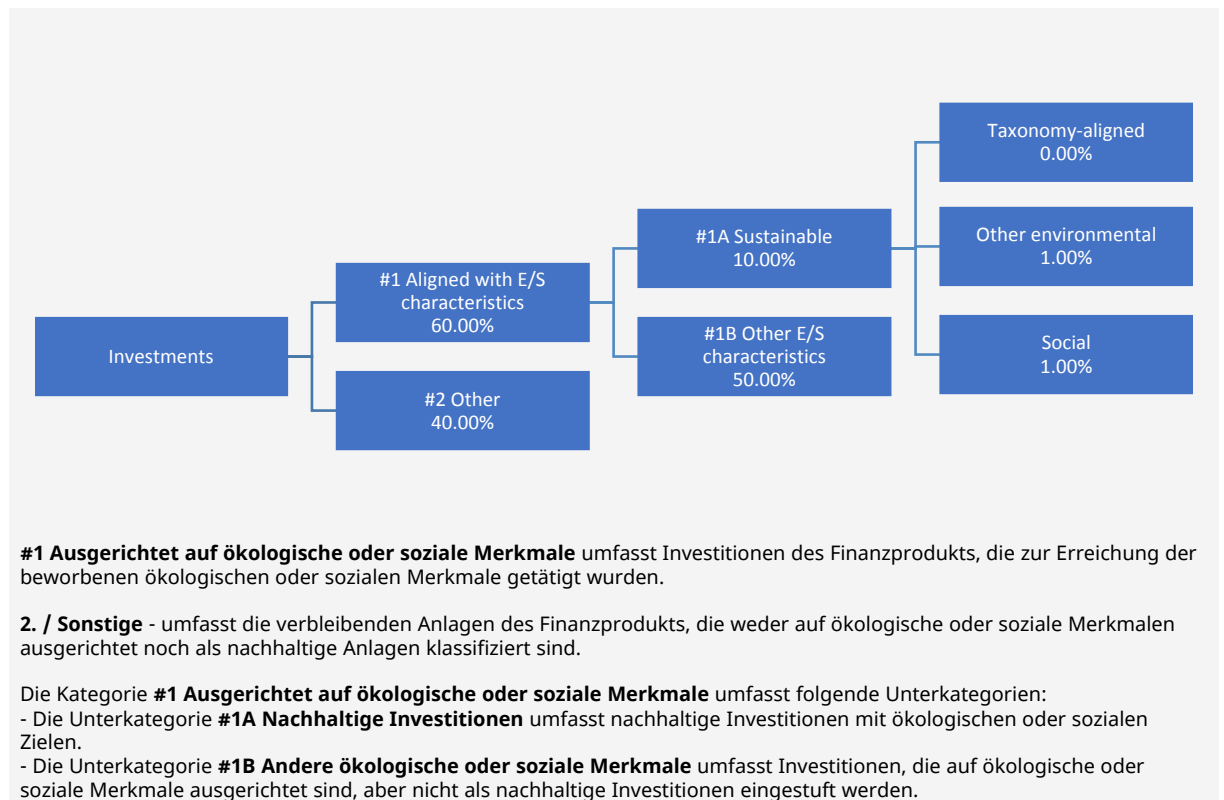 Taxonomy-aligned
0.00%
#1A Sustainable
10.00%
Other environmental
1.00%
#1 Aligned with E/S
characteristics
60.00%
Investments
#1B Other E/S
characteristics
50.00%
Social
1.00%
#2 Other
40.00%
#1 Ausgerichtet auf ökologische oder soziale Merkmale umfasst Investitionen des Finanzprodukts, die zur Erreichung der
beworbenen ökologischen oder sozialen Merkmale getätigt wurden.
2. / Sonstige - umfasst die verbleibenden Anlagen des Finanzprodukts, die weder auf ökologische oder soziale Merkmalen
ausgerichtet noch als nachhaltige Anlagen klassifiziert sind.
Die Kategorie #1 Ausgerichtet auf ökologische oder soziale Merkmale umfasst folgende Unterkategorien:
- Die Unterkategorie #1A Nachhaltige Investitionen umfasst nachhaltige Investitionen mit ökologischen oder sozialen
Zielen.
- Die Unterkategorie #1B Andere ökologische oder soziale Merkmale umfasst Investitionen, die auf ökologische oder
soziale Merkmale ausgerichtet sind, aber nicht als nachhaltige Investitionen eingestuft werden.